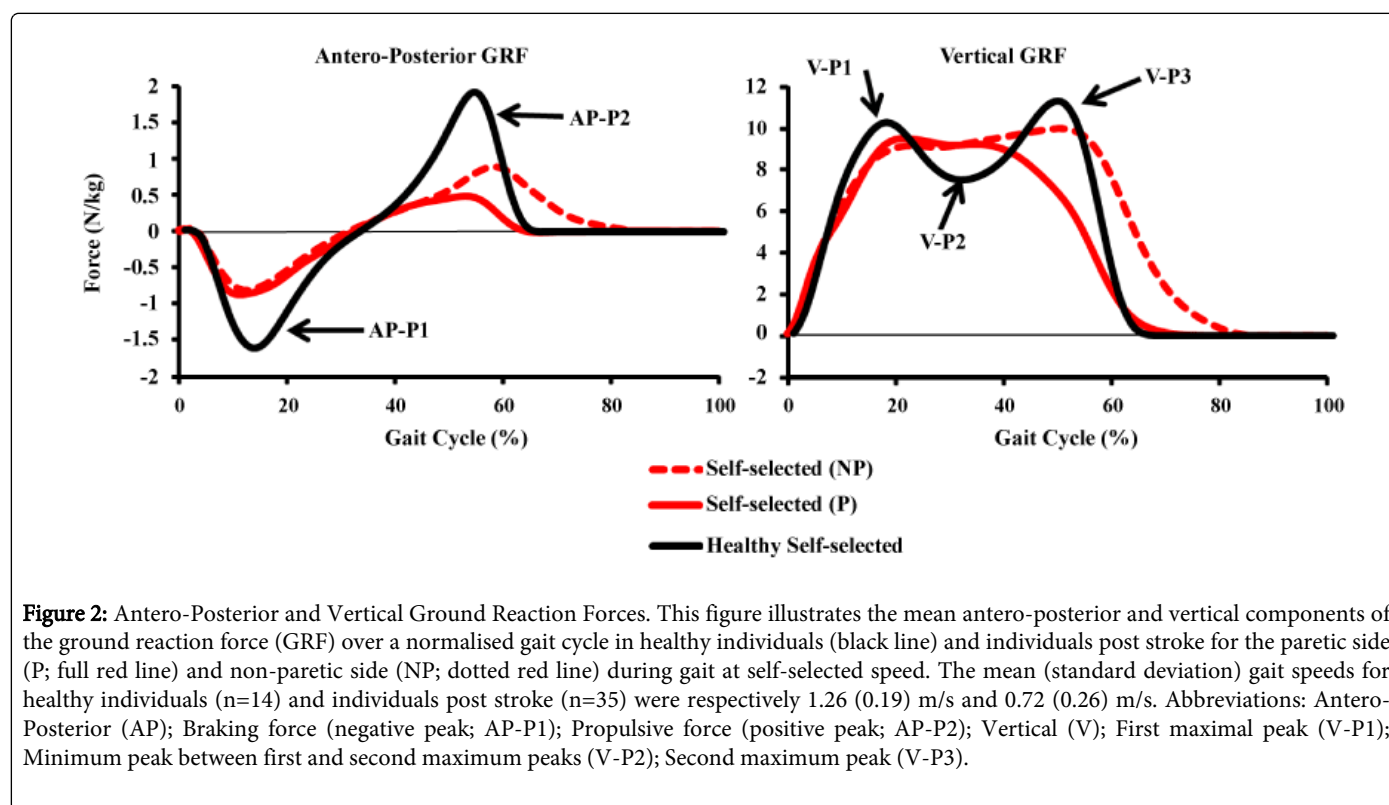 Antero-Posterior GRF
Vertical GRF
Force (N/kg)
2
1.5
1
0.5
0
-0.5
-1
-1.5
-2
AP-P2
AP-P1
0 20 40 60 80 100
Gait Cycle (%)
12
10
8
6
4
2
0
-2
V-P1
V-P3
V-P2
0 20 40 60 80 100
Gait Cycle (%)
Self-selected (NP)
Self-selected (P)
Healthy Self-selected
Figure 2: Antero-Posterior and Vertical Ground Reaction Forces. This figure illustrates the mean antero-posterior and vertical components of
the ground reaction force (GRF) over a normalised gait cycle in healthy individuals (black line) and individuals post stroke for the paretic side
(P; full red line) and non-paretic side (NP; dotted red line) during gait at self-selected speed. The mean (standard deviation) gait speeds for
healthy individuals (n=14) and individuals post stroke (n=35) were respectively 1.26 (0.19) m/s and 0.72 (0.26) m/s. Abbreviations: Antero-
Posterior (AP); Braking force (negative peak; AP-P1); Propulsive force (positive peak; AP-P2); Vertical (V); First maximal peak (V-P1);
Minimum peak between first and second maximum peaks (V-P2); Second maximum peak (V-P3).